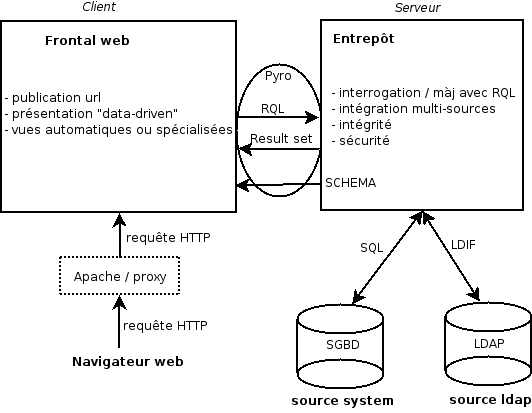 Client
Serveur
Frontal web
- publication url
- présentation "data-driven"
- vues automatiques ou spécialisées
Pyro
RQL
Result set
SCHEMA
Entrepôt
- interrogation / màj avec RQL
- intégration multi-sources
- intégrité
- sécurité
requête HTTP
Apache / proxy
requête HTTP
Navigateur web
SQL
LDIF
SGBD
LDAP
source system
source ldap